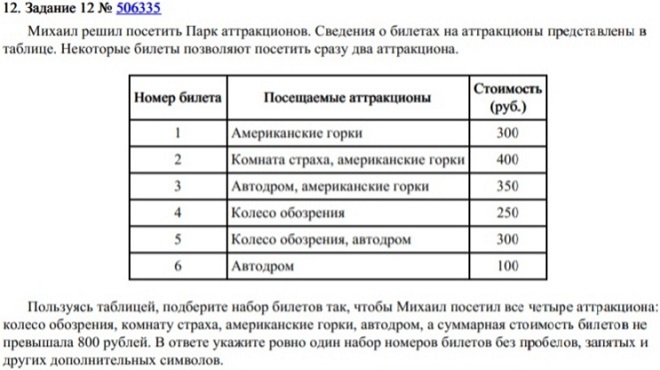 12. Задание 12 № 506335
Михаил решил посетить Парк аттракционов. Сведения о билетах на аттракционы представлены в
таблице. Некоторые билеты позволяют посетить сразу два аттракциона.
Номер билета Посещаемые аттракционы Стоимость (руб.)
1 Американские горки 300
2 Комната страха, американские горки 400
3 Автодром, американские горки 350
4 Колесо обозрения 250
5 Колесо обозрения, автодром 300
6 Автодром 100
Пользуясь таблицей, подберите набор билетов так, чтобы Михаил посетил все четыре аттракциона:
колесо обозрения, комнату страха, американские горки, автодром, а суммарная стоимость билетов не
превышала 800 рублей. В ответе укажите ровно один набор номеров билетов без пробелов, запятых и
других дополнительных символов.